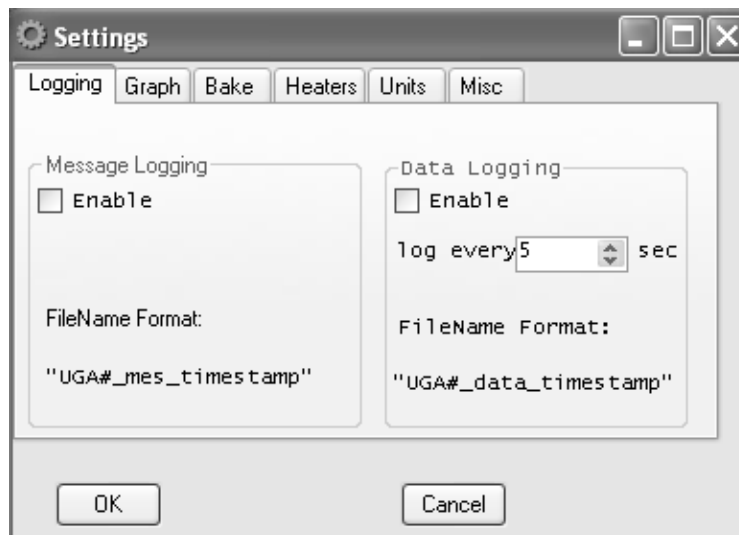 Settings
Logging Graph Bake Heaters Units Misc
Message Logging
Enable
FileName Format:
"UGA#_mes_timestamp"
Data Logging
Enable
log every 5 sec
FileName Format:
"UGA#_data_timestamp"
OK Cancel